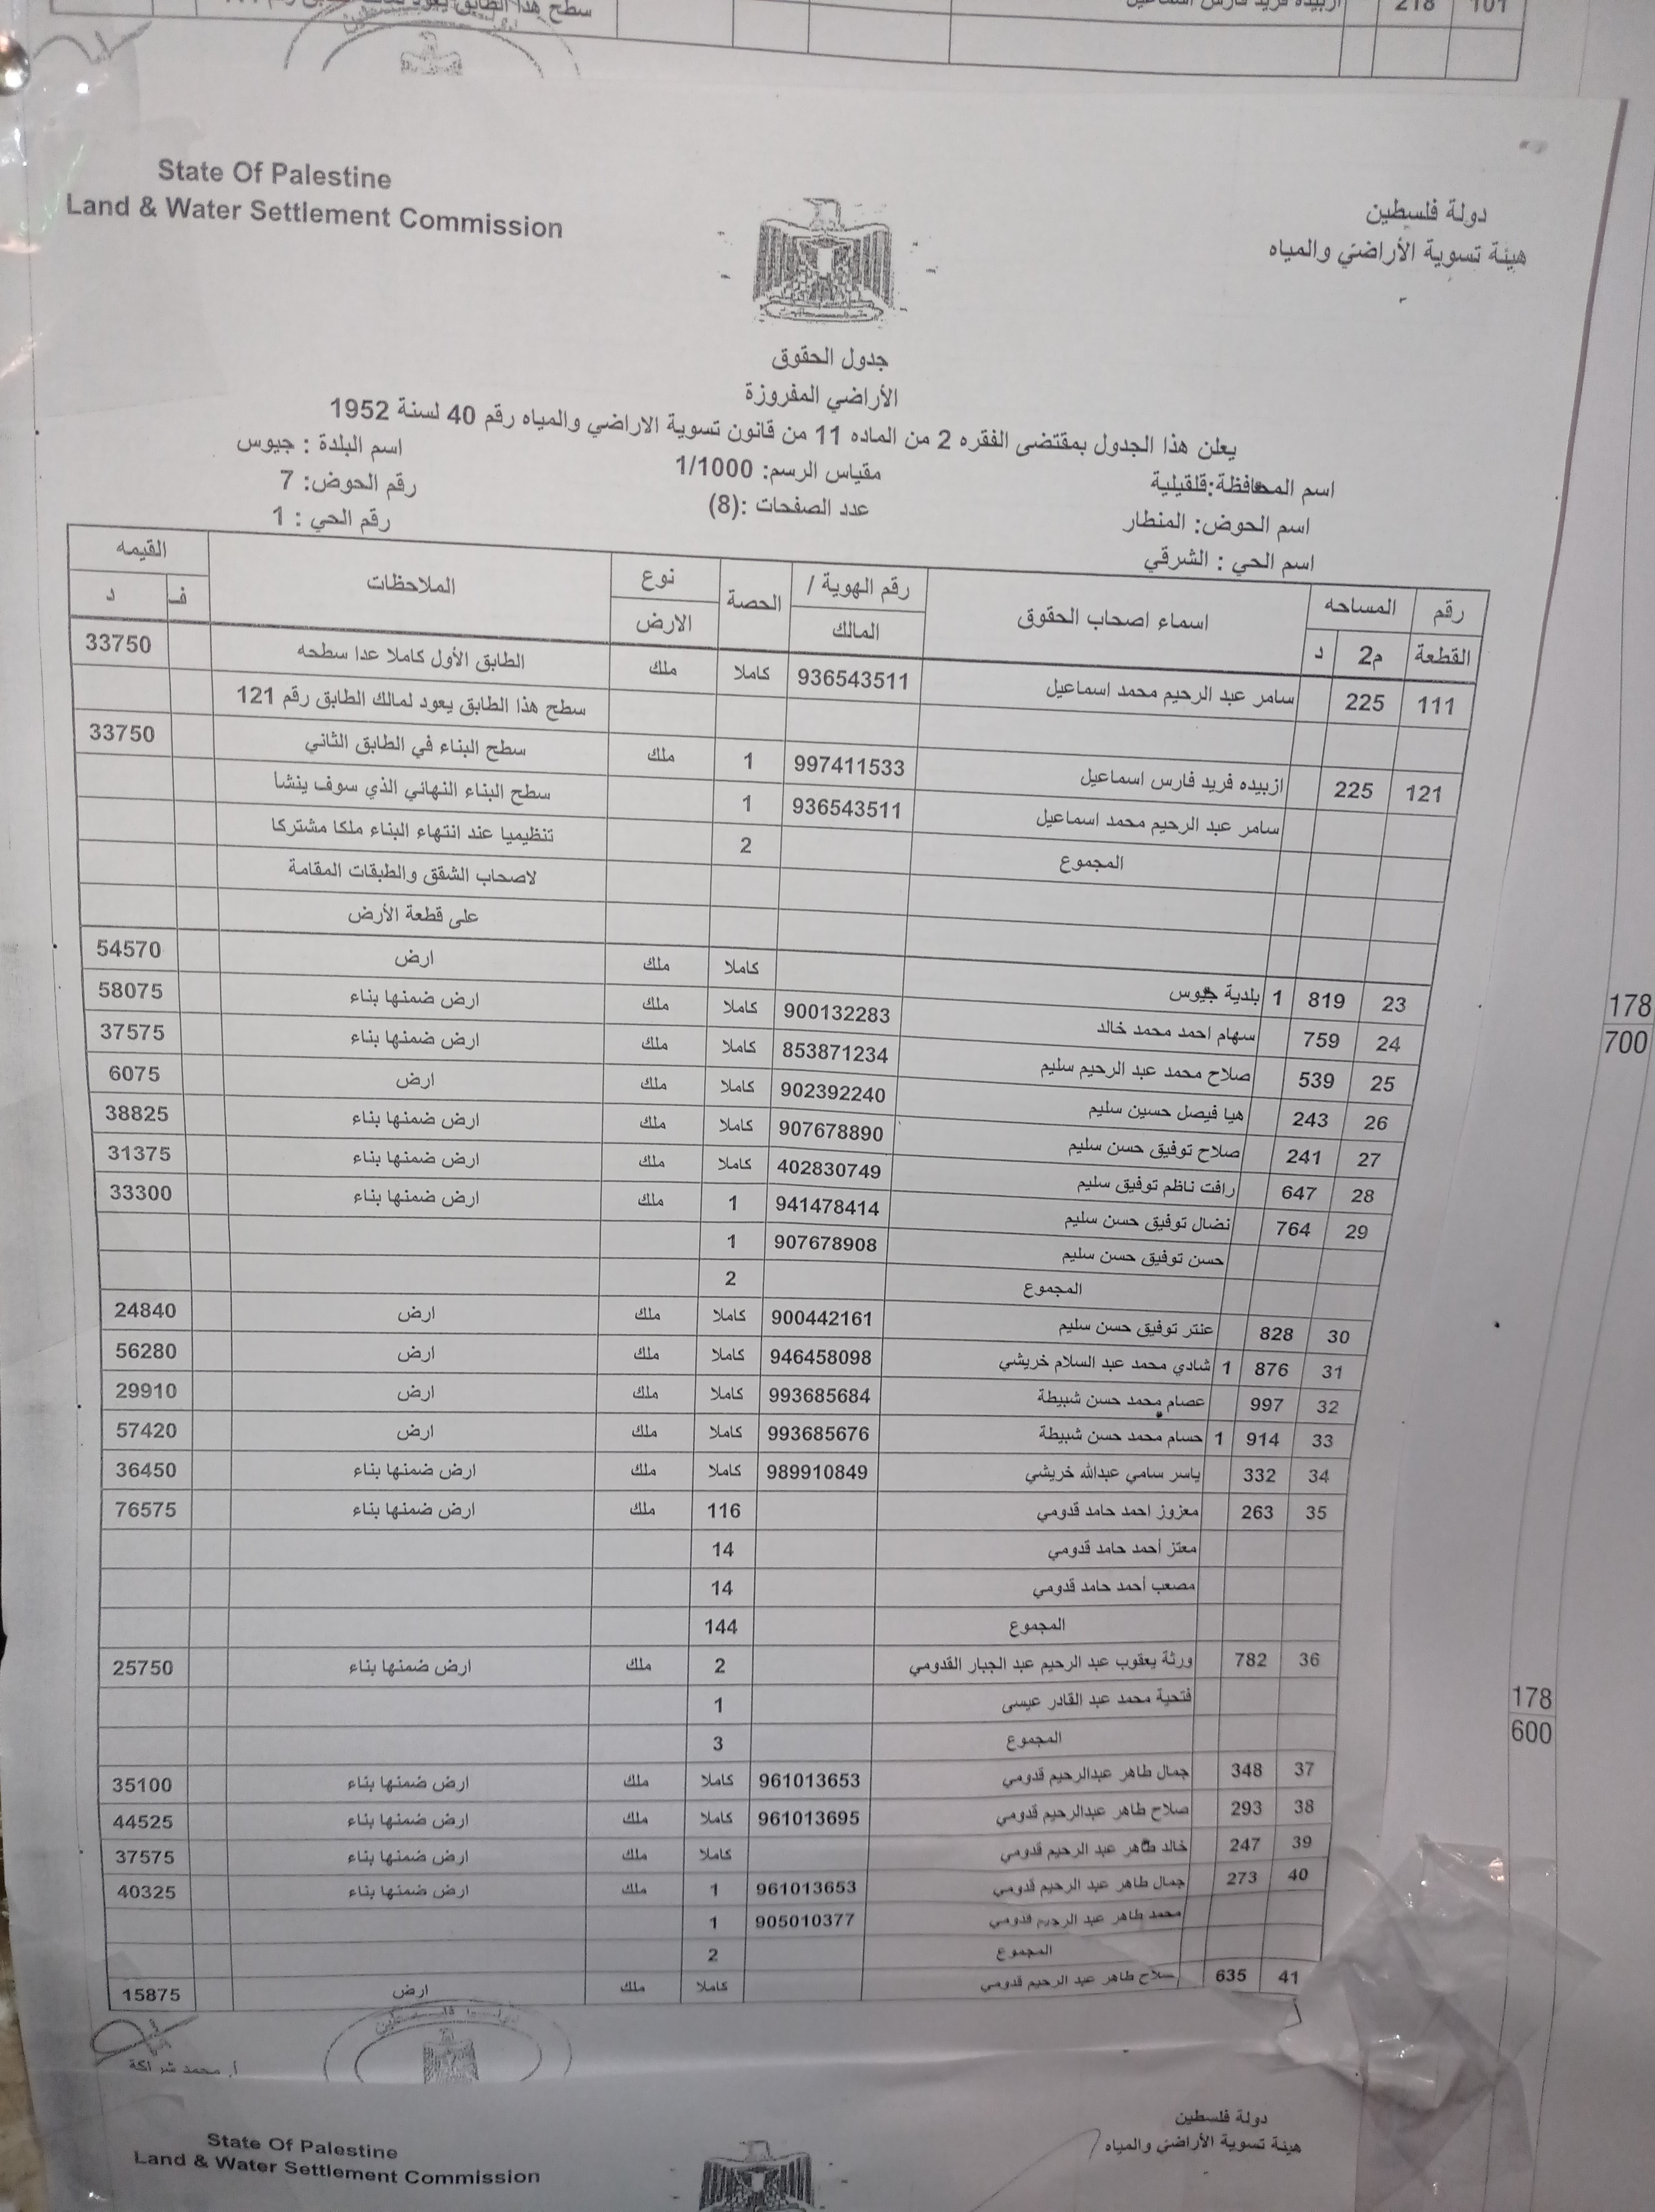 سطح هذا الطابق يعود
ازبيده فريد فارس اسماعيل 218 101
State Of Palestine
Land & Water Settlement Commission
دولة فلسطين
هيئة تسوية الأراضي والمياه
جدول الحقوق
الأراضي المفروزة
يعلن هذا الجدول بمقتضى الفقره 2 من الماده 11 من قانون تسوية الاراضي والمياه رقم 40 لسنة 1952
اسم المحافظة:قلقيلية مقياس الرسم: 1/1000 اسم البلدة : جيوس
اسم الحوض: المنطار عدد الصفحات :(8) رقم الحوض: 7
اسم الحي : الشرقي رقم الحي : 1
رقم القطعة المساحه م2 د اسماء اصحاب الحقوق رقم الهوية / المالك الحصة نوع الارض الملاحظات القيمه ف د
111 225 سامر عبد الرحيم محمد اسماعيل 936543511 كاملا ملك الطابق الأول كاملا عدا سطحه 33750
سطح هذا الطابق يعود لمالك الطابق رقم 121
121 225 ازبيده فريد فارس اسماعيل 997411533 1 ملك سطح البناء في الطابق الثاني 33750
سامر عبد الرحيم محمد اسماعيل 936543511 1 سطح البناء النهائي الذي سوف ينشأ
المجموع 2 تنظيميا عند انتهاء البناء ملكا مشتركا
لاصحاب الشقق والطبقات المقامة
على قطعة الأرض
23 819 1 بلدية جيوس كاملا ملك ارض 54570
24 759 سهام احمد محمد خالد 900132283 كاملا ملك ارض ضمنها بناء 58075
25 539 صلاح محمد عبد الرحيم سليم 853871234 كاملا ملك ارض ضمنها بناء 37575
26 243 هيا فيصل حسين سليم 902392240 كاملا ملك ارض 6075
27 241 صلاح توفيق حسن سليم 907678890 كاملا ملك ارض ضمنها بناء 38825
28 647 رافت ناظم توفيق سليم 402830749 كاملا ملك ارض ضمنها بناء 31375
29 764 نضال توفيق حسن سليم 941478414 1 ملك ارض ضمنها بناء 33300
حسن توفيق حسن سليم 907678908 1
المجموع 2
30 828 عنتر توفيق حسن سليم 900442161 كاملا ملك ارض 24840
31 876 1 شادي محمد عبد السلام خريشي 946458098 كاملا ملك ارض 56280
32 997 عصام محمد حسن شبيطة 993685684 كاملا ملك ارض 29910
33 914 1 حسام محمد حسن شبيطة 993685676 كاملا ملك ارض 57420
34 332 ياسر سامي عبدالله خريشي 989910849 كاملا ملك ارض ضمنها بناء 36450
35 263 معزوز احمد حامد قدومي 116 ملك ارض ضمنها بناء 76575
معتز أحمد حامد قدومي 14
مصعب أحمد حامد قدومي 14
المجموع 144
36 782 ورثة يعقوب عبد الرحيم عبد الجبار القدومي 2 ملك ارض ضمنها بناء 25750
فتحية محمد عبد القادر عيسى 1
المجموع 3
37 348 جمال طاهر عبدالرحيم قدومي 961013653 كاملا ملك ارض ضمنها بناء 35100
38 293 صلاح طاهر عبدالرحيم قدومي 961013695 كاملا ملك ارض ضمنها بناء 44525
39 247 خالد طاهر عبد الرحيم قدومي كاملا ملك ارض ضمنها بناء 37575
40 273 جمال طاهر عبد الرحيم قدومي 961013653 1 ملك ارض ضمنها بناء 40325
محمد طاهر عبد الرحيم قدومي 905010377 1
المجموع 2
41 635 صلاح طاهر عبد الرحيم قدومي كاملا ملك ارض 15875
178
700
178
600
أ. محمد شراكة
State Of Palestine
Land & Water Settlement Commission
دولة فلسطين
هيئة تسوية الأراضي والمياه